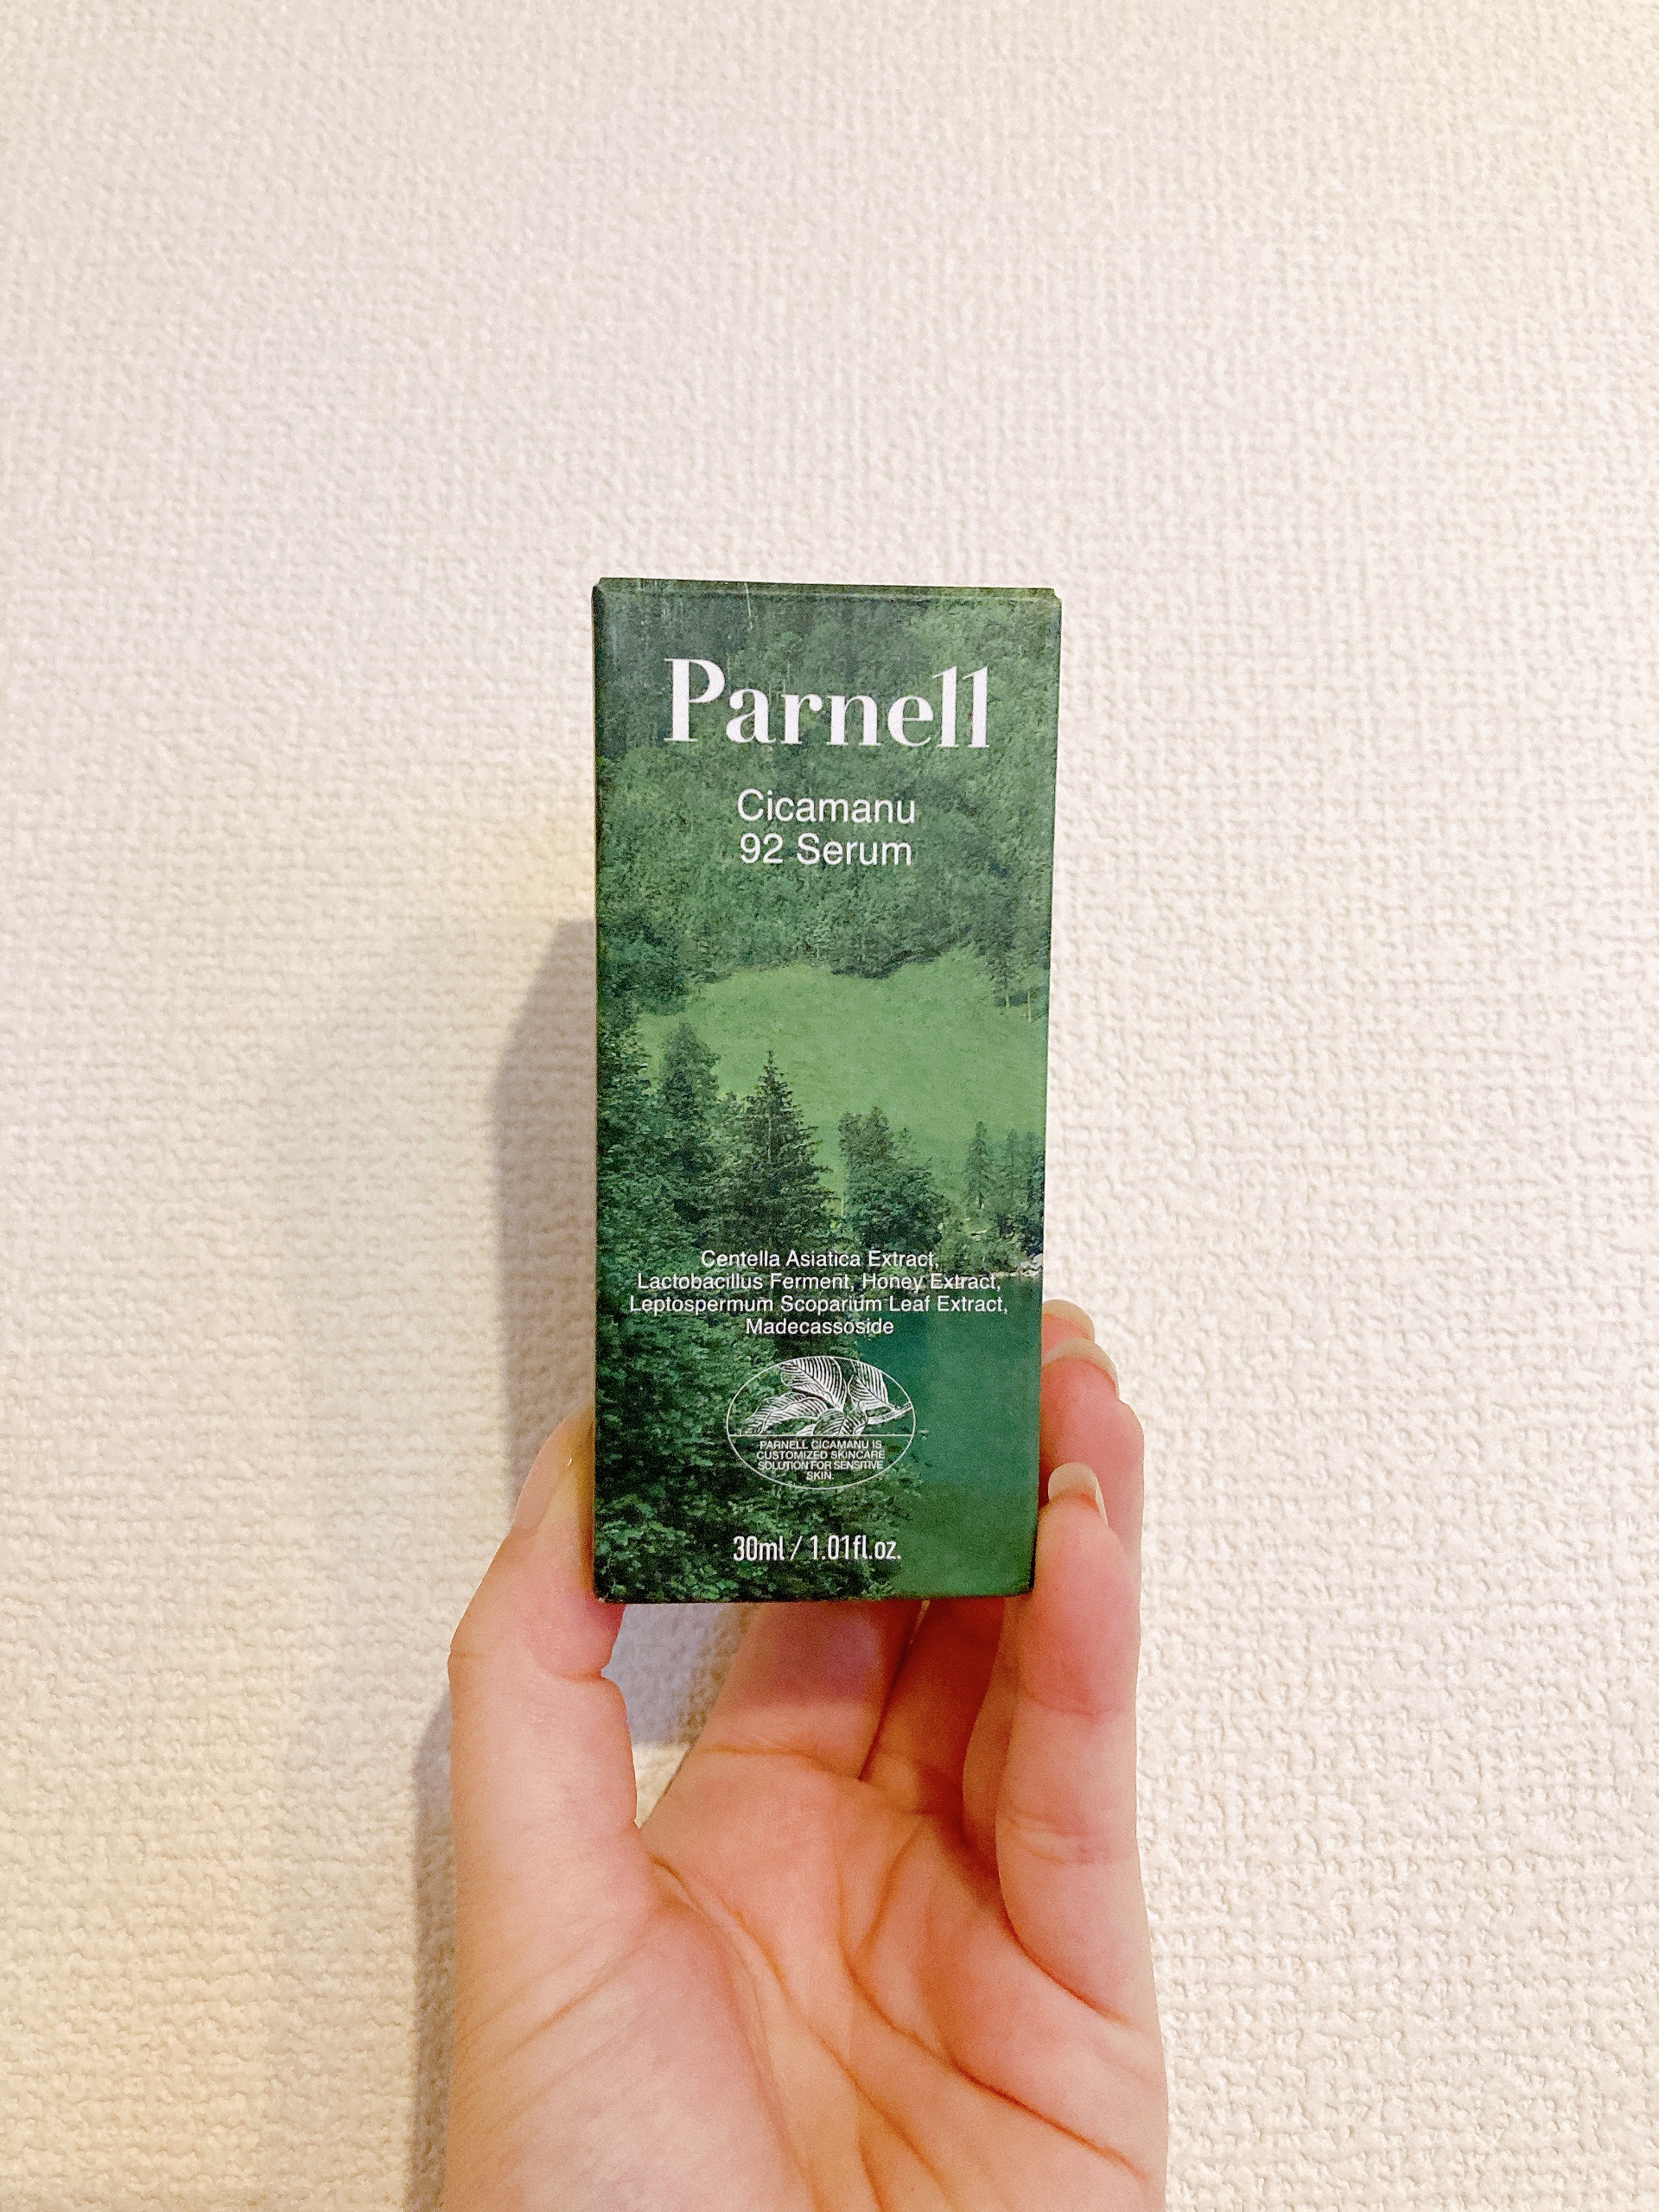 Parnell
Cicamanu
92 Serum
Centella Asiatica Extract,
Lactobacillus Ferment, Honey Extract,
Leptospermum Scoparium Leaf Extract,
Madecassoside
PARNELL CICAMANU IS
CUSTOMIZED SKINCARE
SOLUTION FOR SENSITIVE
SKIN.
30ml / 1.01fl.oz.